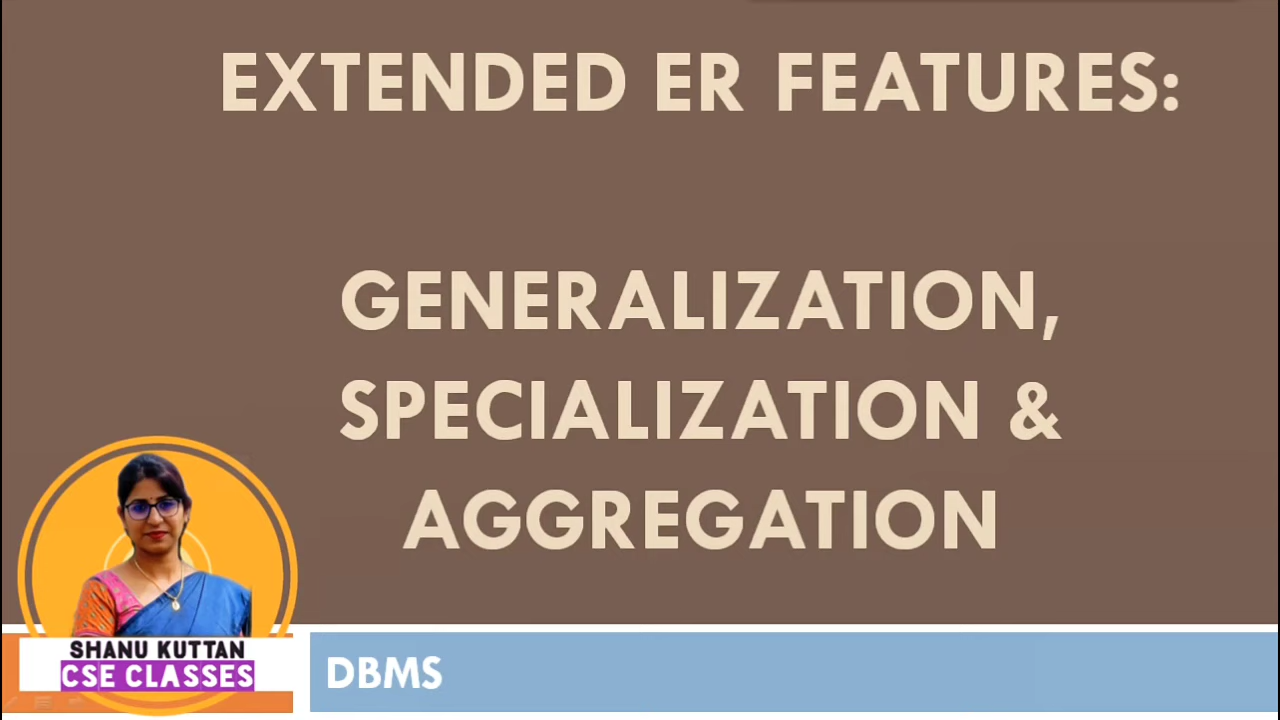 EXTENDED ER FEATURES:
GENERALIZATION,
SPECIALIZATION &
AGGREGATION
SHANU KUTTAN
CSE CLASSES
DBMS